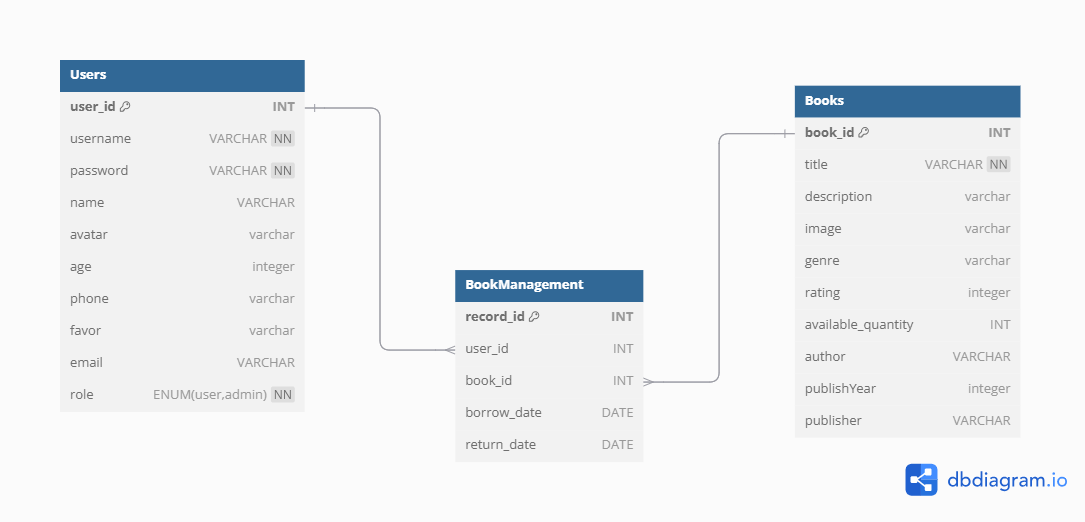 Users
user_id INT
username VARCHAR NN
password VARCHAR NN
name VARCHAR
avatar varchar
age integer
phone varchar
favor varchar
email VARCHAR
role ENUM(user,admin) NN
BookManagement
record_id INT
user_id INT
book_id INT
borrow_date DATE
return_date DATE
Books
book_id INT
title VARCHAR NN
description varchar
image varchar
genre varchar
rating integer
available_quantity INT
author VARCHAR
publishYear integer
publisher VARCHAR
dbdiagram.io